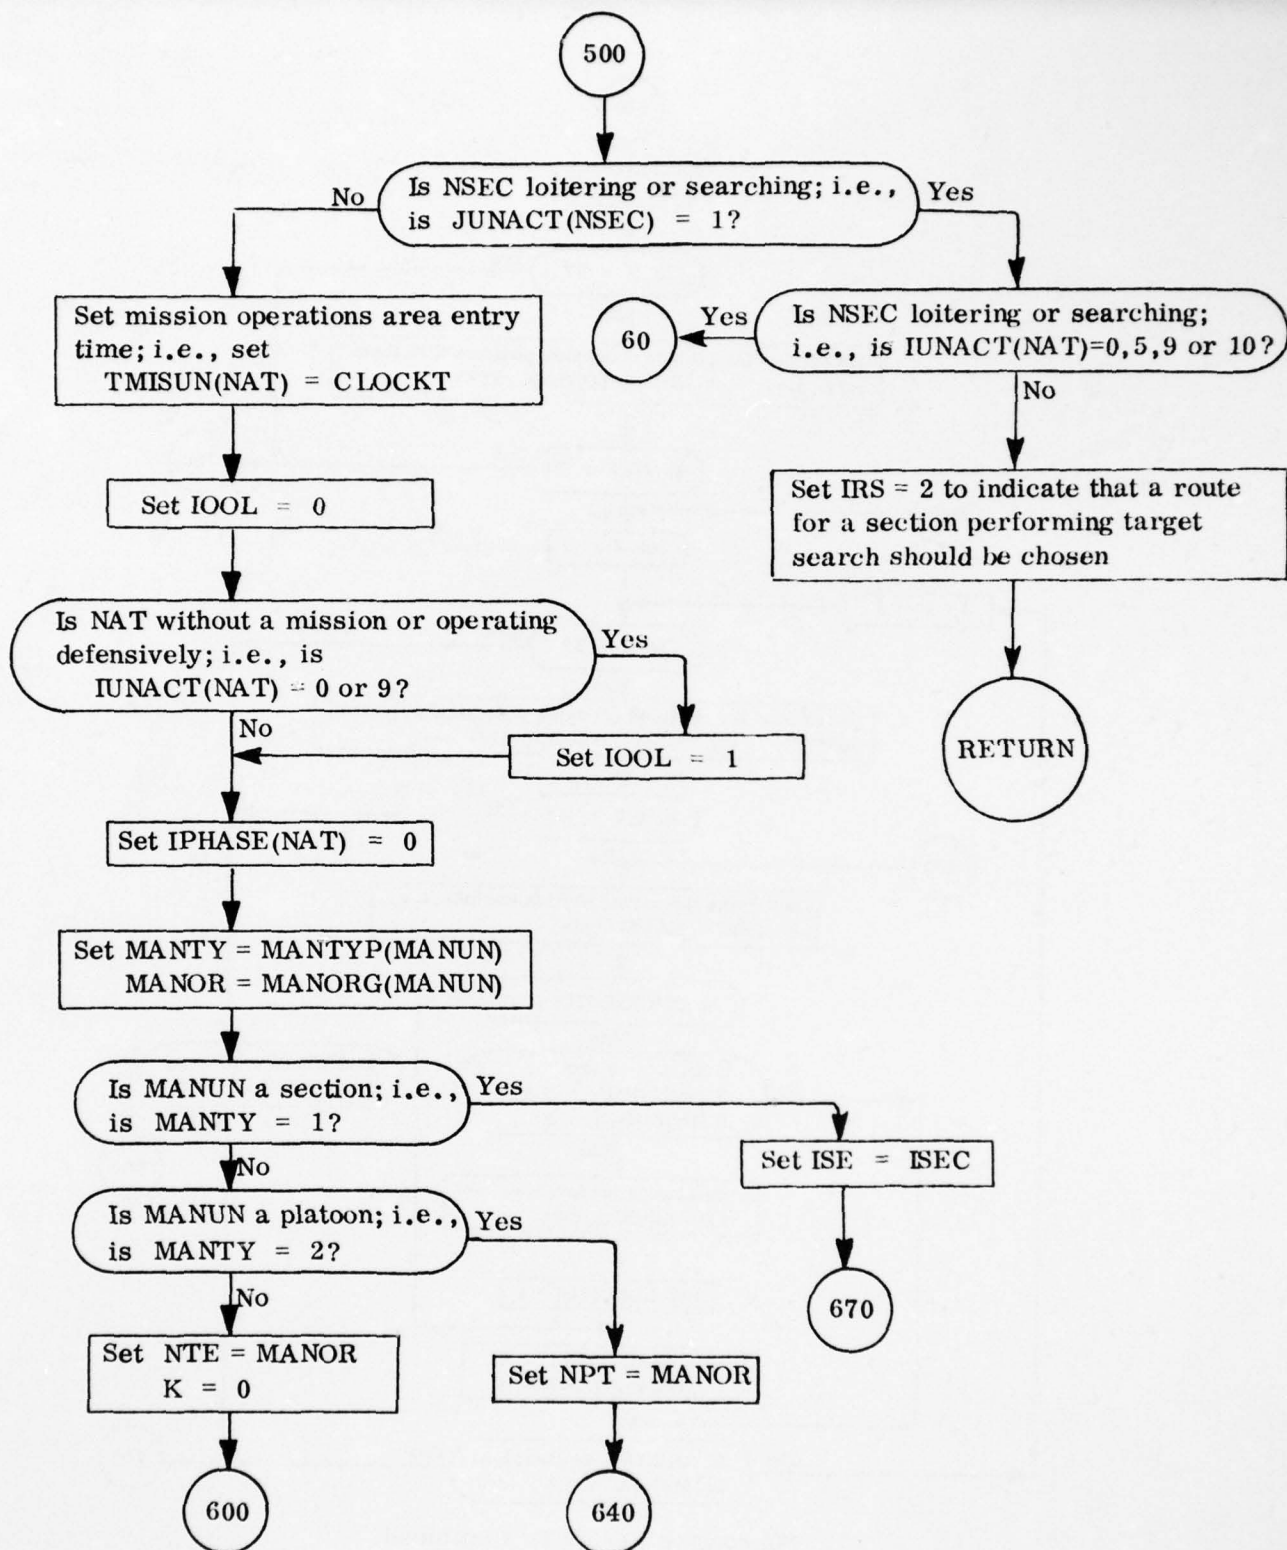 500
Is NSEC loitering or searching; i.e.,
is JUNACT(NSEC) = 1?
No
Yes
Set mission operations area entry
time; i.e., set
TMISUN(NAT) = CLOCKT
60
Yes
Is NSEC loitering or searching;
i.e., is IUNACT(NAT)=0,5,9 or 10?
No
Set IOOL = 0
Set IRS = 2 to indicate that a route
for a section performing target
search should be chosen
Is NAT without a mission or operating
defensively; i.e., is
IUNACT(NAT) = 0 or 9?
Yes
No
Set IOOL = 1
RETURN
Set IPHASE(NAT) = 0
Set MANTY = MANTYP(MANUN)
MANOR = MANORG(MANUN)
Is MANUN a section; i.e.,
is MANTY = 1?
Yes
No
Set ISE = ISEC
Is MANUN a platoon; i.e.,
is MANTY = 2?
Yes
No
670
Set NTE = MANOR
K = 0
Set NPT = MANOR
600
640